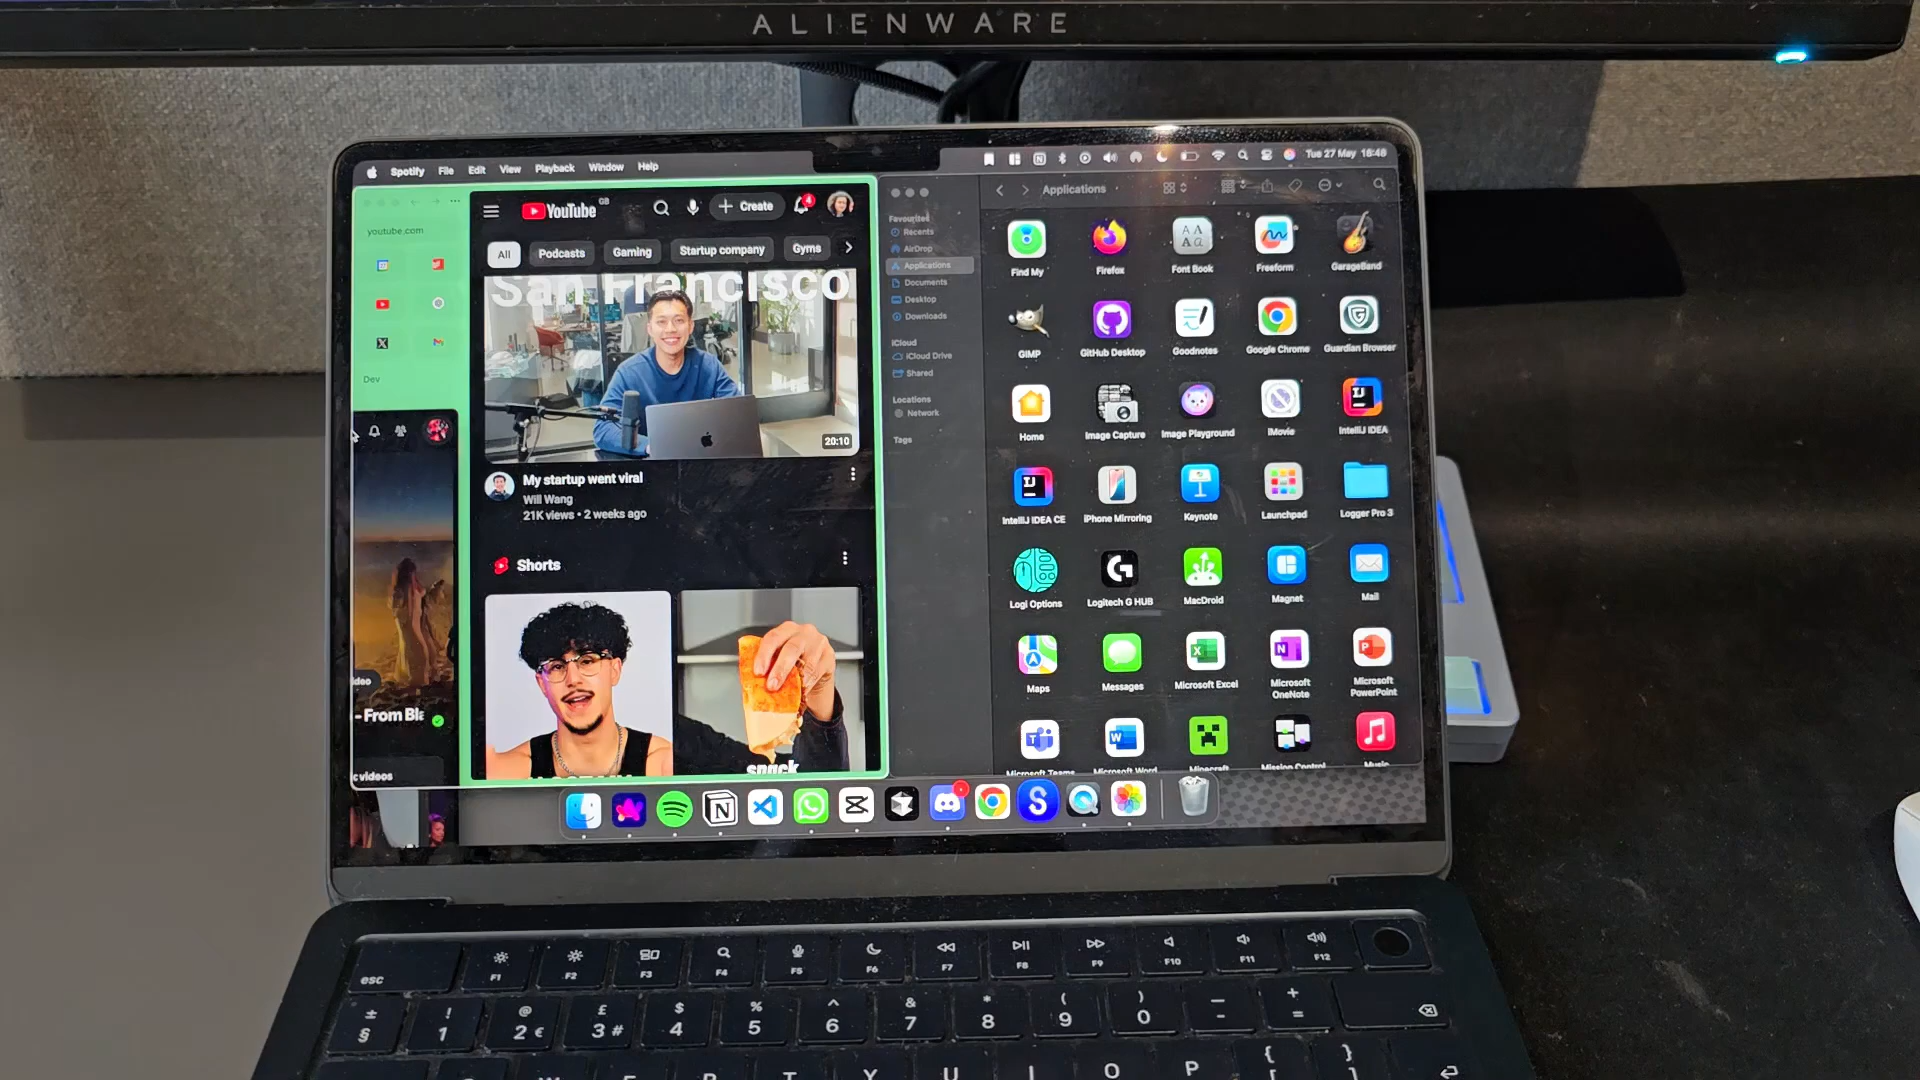 ALIENWARE
Spotify File Edit View Playback Window Help
Tue 27 May 18:48
youtube.com
Dev
- From Bla
c videos
YouTube GB
Create
4
All Podcasts Gaming Startup company Gyms
San Francisco
20:10
My startup went viral
Will Wang
21K views • 2 weeks ago
Shorts
snack
Applications
Favourites
Recents
AirDrop
Applications
Documents
Desktop
Downloads
iCloud
iCloud Drive
Shared
Locations
Network
Tags
Find My Firefox Font Book Freeform GarageBand
GIMP GitHub Desktop Goodnotes Google Chrome Guardian Browser
Home Image Capture Image Playground iMovie IntelliJ IDEA
IntelliJ IDEA CE iPhone Mirroring Keynote Launchpad Logger Pro 3
Logi Options Logitech G HUB MacDroid Magnet Mail
Maps Messages Microsoft Excel Microsoft OneNote Microsoft PowerPoint
Microsoft Teams Microsoft Word Minecraft Mission Control Music
esc F1 F2 F3 F4 F5 F6 F7 F8 F9 F10 F11 F12
± ! @ £ $ % ^ & * ( ) _ +
§ 1 2 € 3 # 4 5 6 7 8 9 0 - =
W E R T Y U I O P { [ } ]